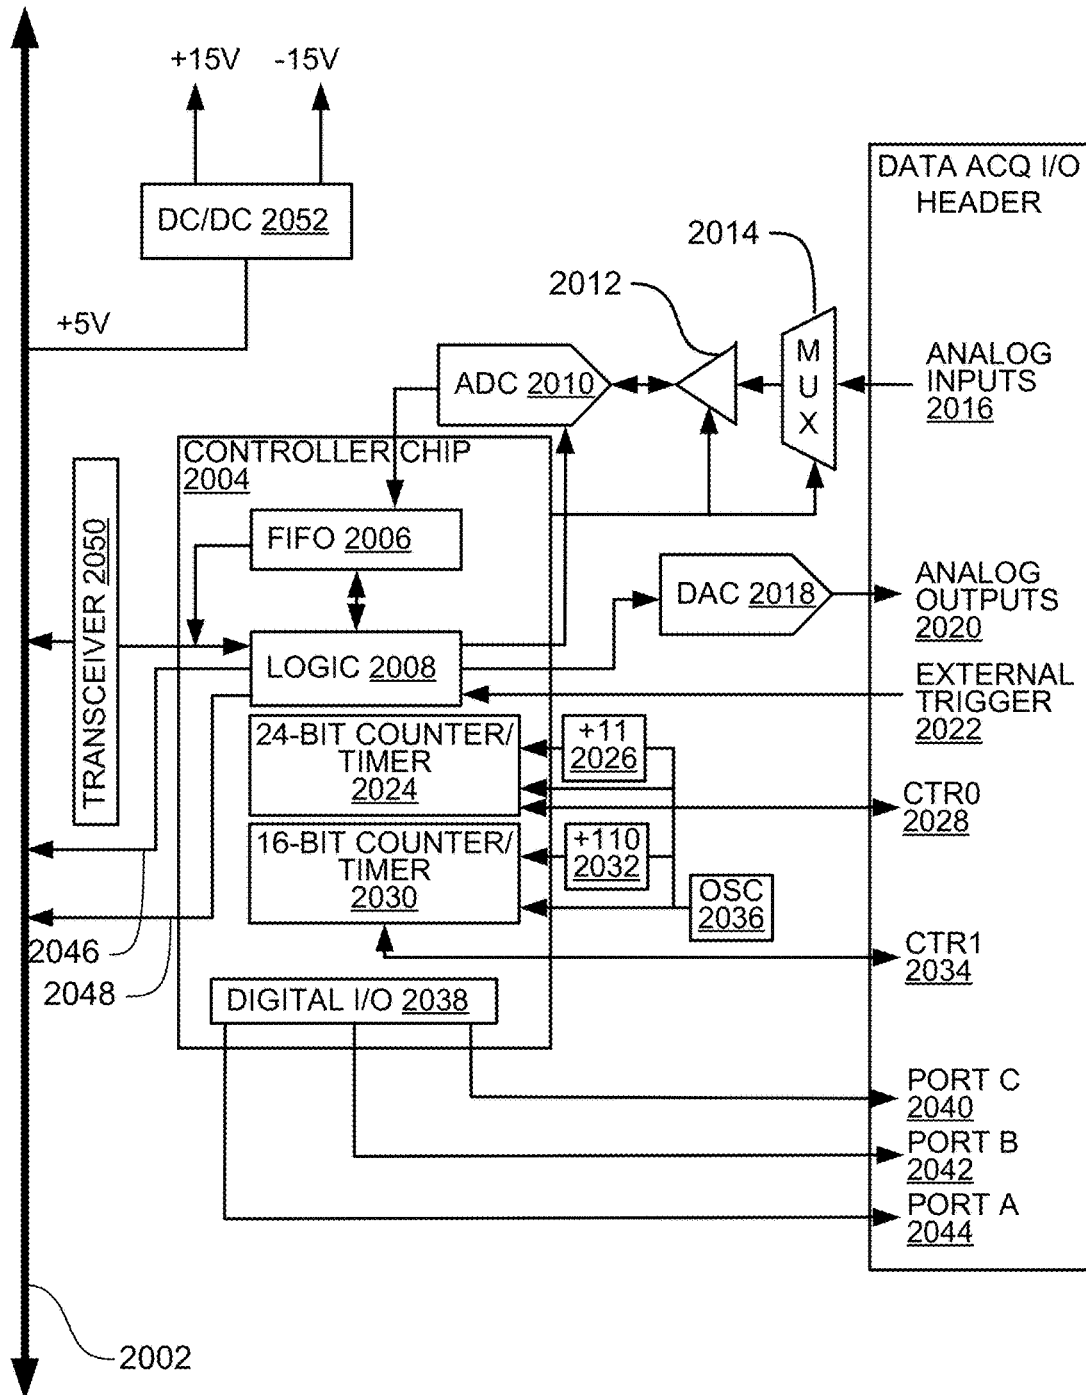 +15V -15V
DC/DC 2052
+5V
DATA ACQ I/O
HEADER
2014
2012
MUX
ANALOG
INPUTS
2016
ADC 2010
CONTROLLER CHIP
2004
FIFO 2006
TRANSCEIVER 2050
LOGIC 2008
DAC 2018
ANALOG
OUTPUTS
2020
EXTERNAL
TRIGGER
2022
24-BIT COUNTER/
TIMER
2024
+11
2026
CTR0
2028
16-BIT COUNTER/
TIMER
2030
+110
2032
OSC
2036
CTR1
2034
2046
2048
DIGITAL I/O 2038
PORT C
2040
PORT B
2042
PORT A
2044
2002